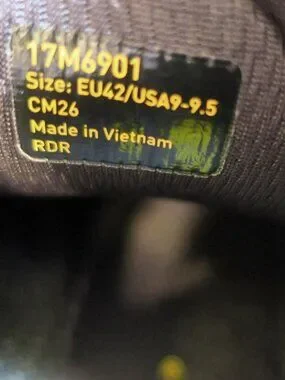 17M6901
Size: EU42/USA9-9.5
CM26
Made in Vietnam
RDR